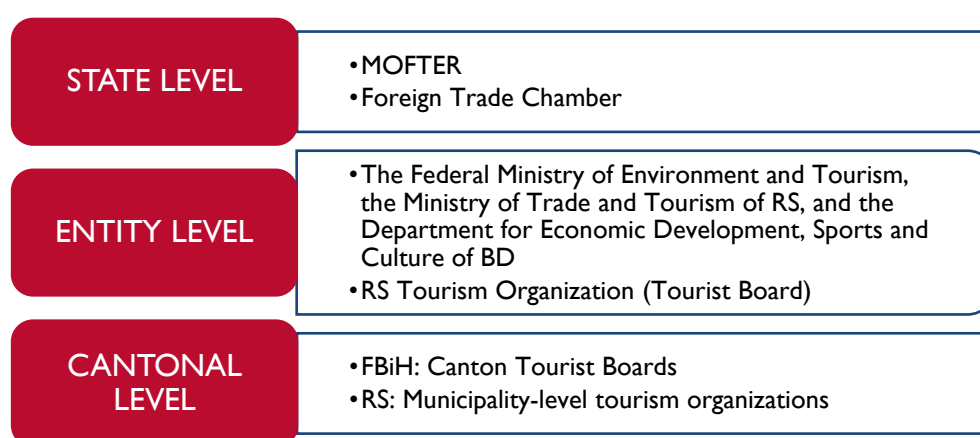 STATE LEVEL
•MOFTER
•Foreign Trade Chamber
ENTITY LEVEL
•The Federal Ministry of Environment and Tourism,
the Ministry of Trade and Tourism of RS, and the
Department for Economic Development, Sports and
Culture of BD
•RS Tourism Organization (Tourist Board)
CANTONAL
LEVEL
•FBiH: Canton Tourist Boards
•RS: Municipality-level tourism organizations